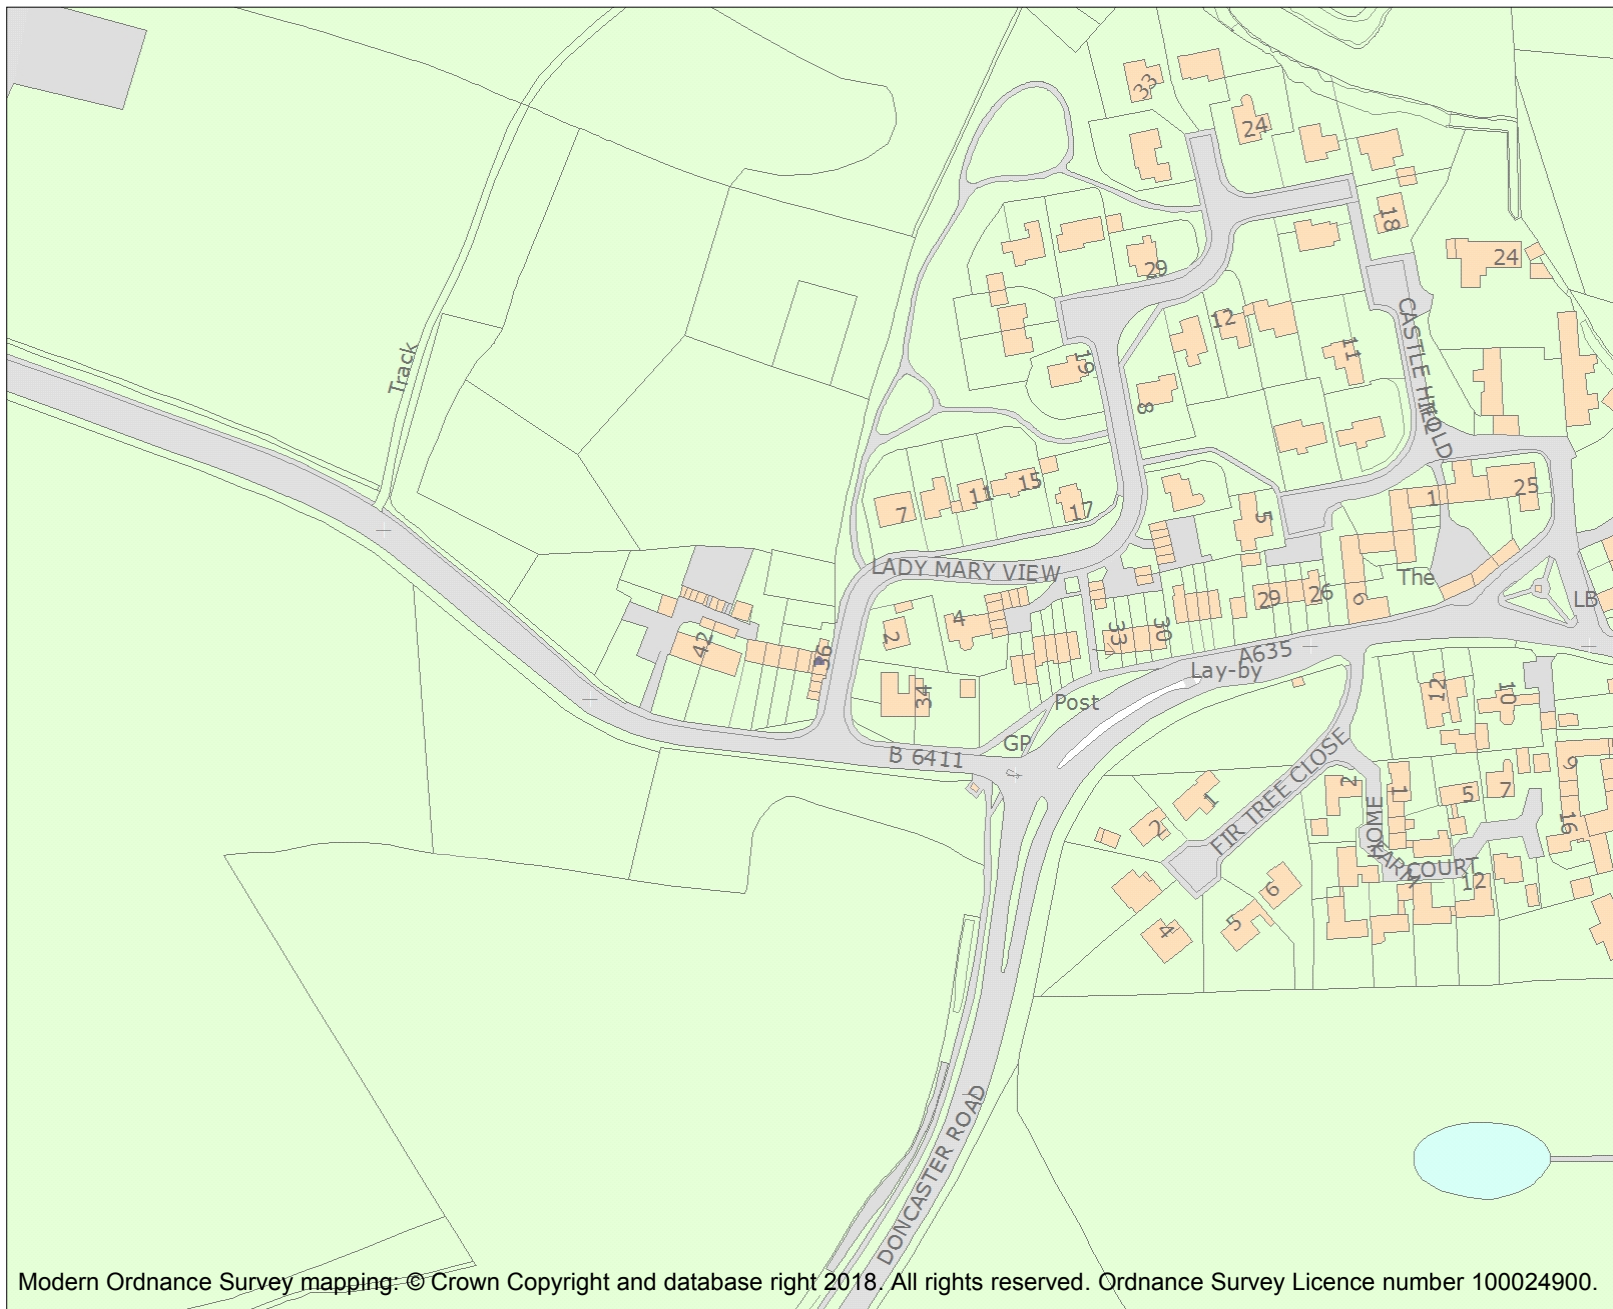 33
24
18
24
29
CASTLE HILL
FOLD
12
11
19
8
Track
15
11
25
7
17
1
5
LADY MARY VIEW
The
29
26
6
LB
4
2
33
30
42
36
A635
Lay-by
34
Post
12
10
GP
B 6411
FIR TREE CLOSE
9
2
1
5
7
1
2
HOME
FARM
COURT
16
12
6
5
4
DONCASTER ROAD
Modern Ordnance Survey mapping: © Crown Copyright and database right 2018. All rights reserved. Ordnance Survey Licence number 100024900.